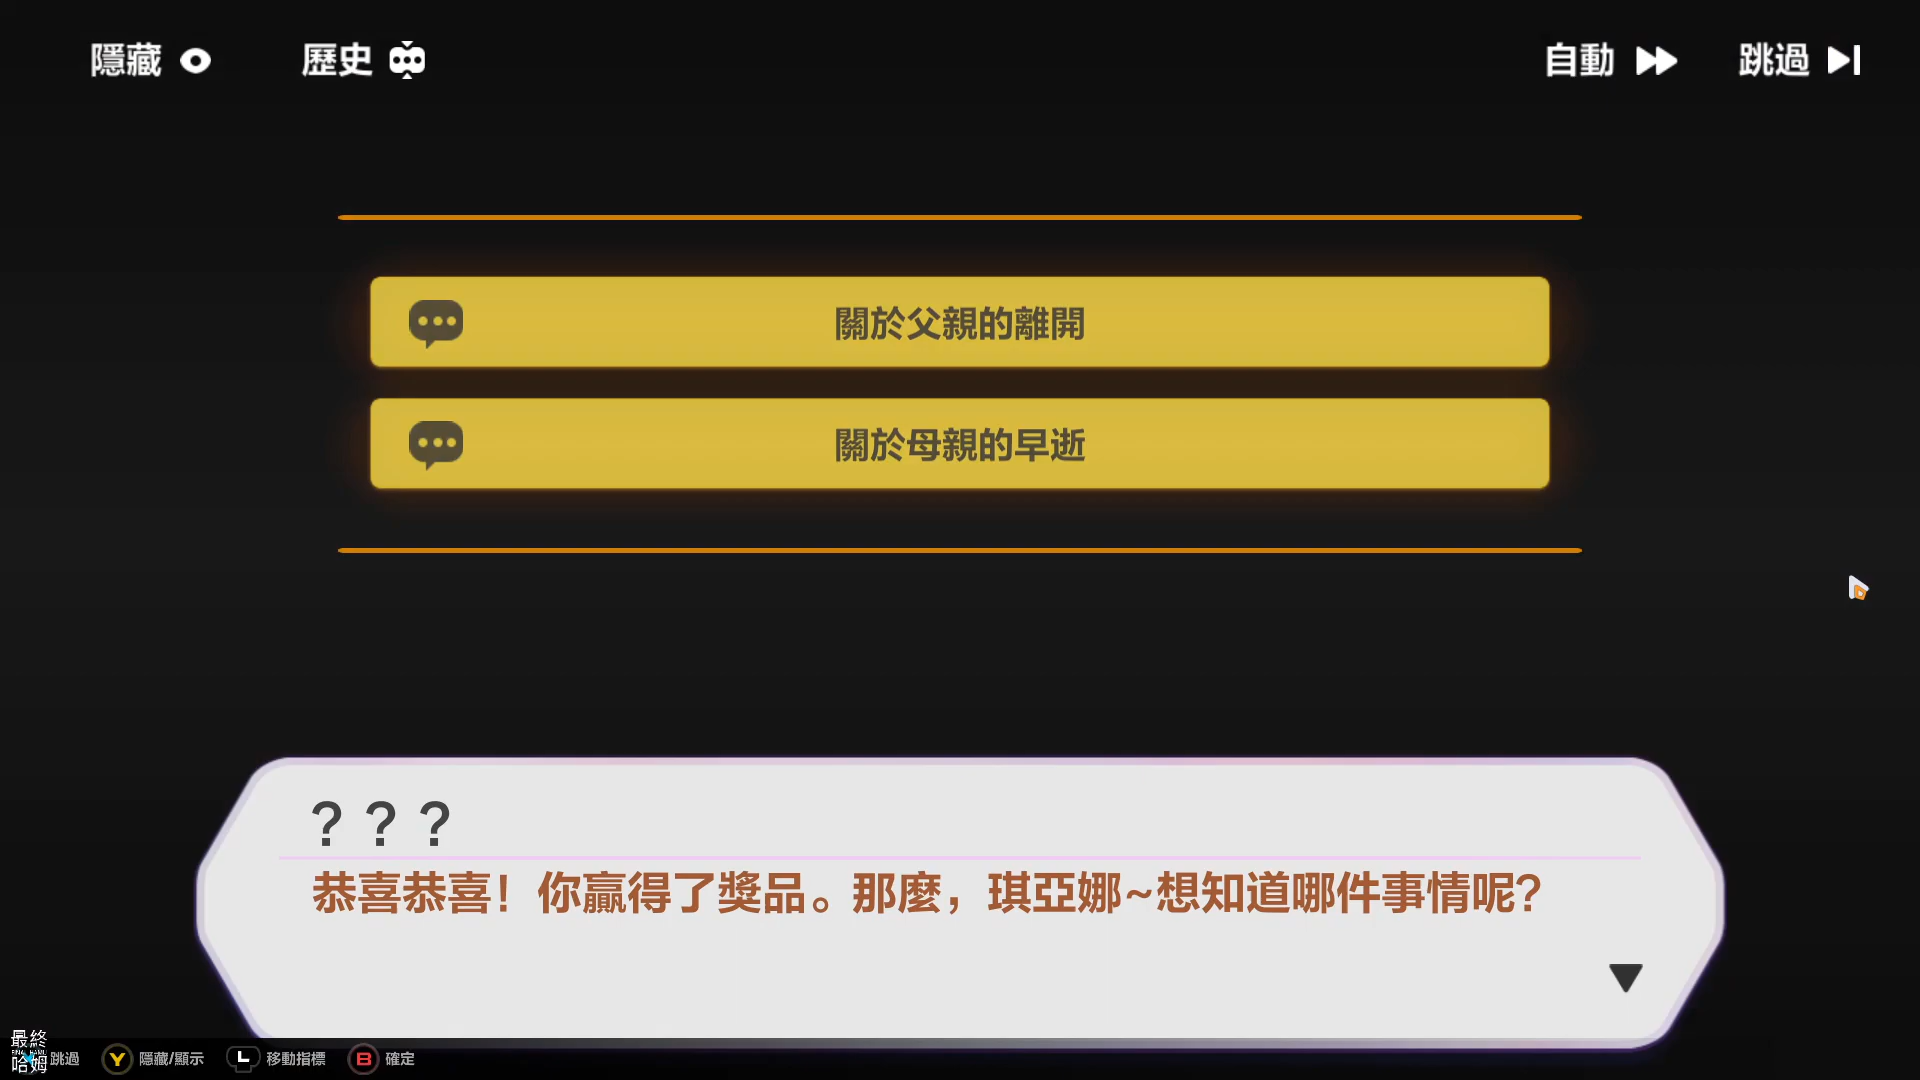 隱藏
歷史
自動
跳過
關於父親的離開
關於母親的早逝
？？？
恭喜恭喜！你贏得了獎品。那麼，琪亞娜~想知道哪件事情呢？
最終
哈姆
跳過
Y 隱藏/顯示
L 移動指標
B 確定